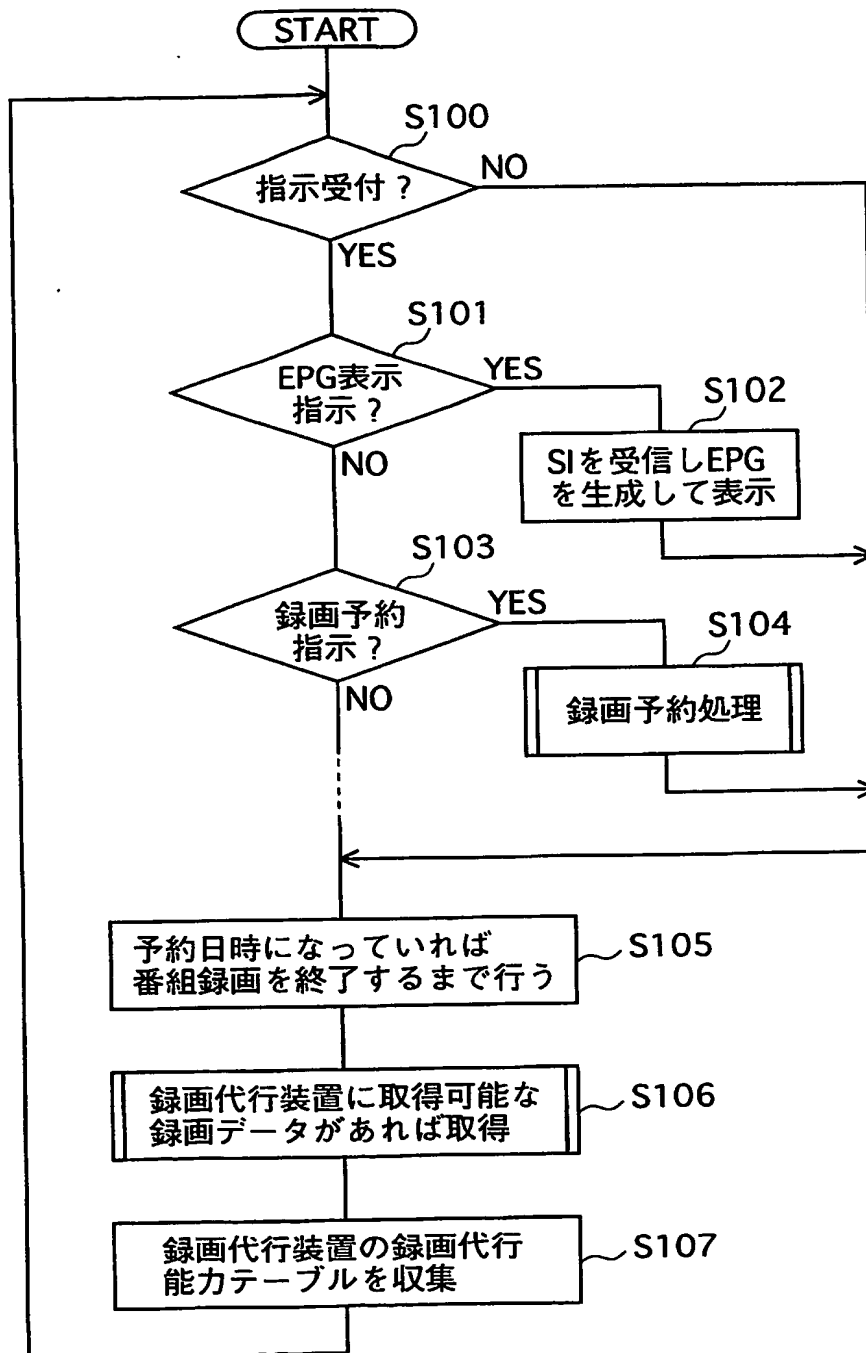 START
S100
指示受付？
NO
YES
S101
EPG表示
指示？
YES
NO
S102
SIを受信しEPG
を生成して表示
S103
録画予約
指示？
YES
NO
S104
録画予約処理
予約日時になっていれば
番組録画を終了するまで行う
S105
録画代行装置に取得可能な
録画データがあれば取得
S106
録画代行装置の録画代行
能力テーブルを収集
S107